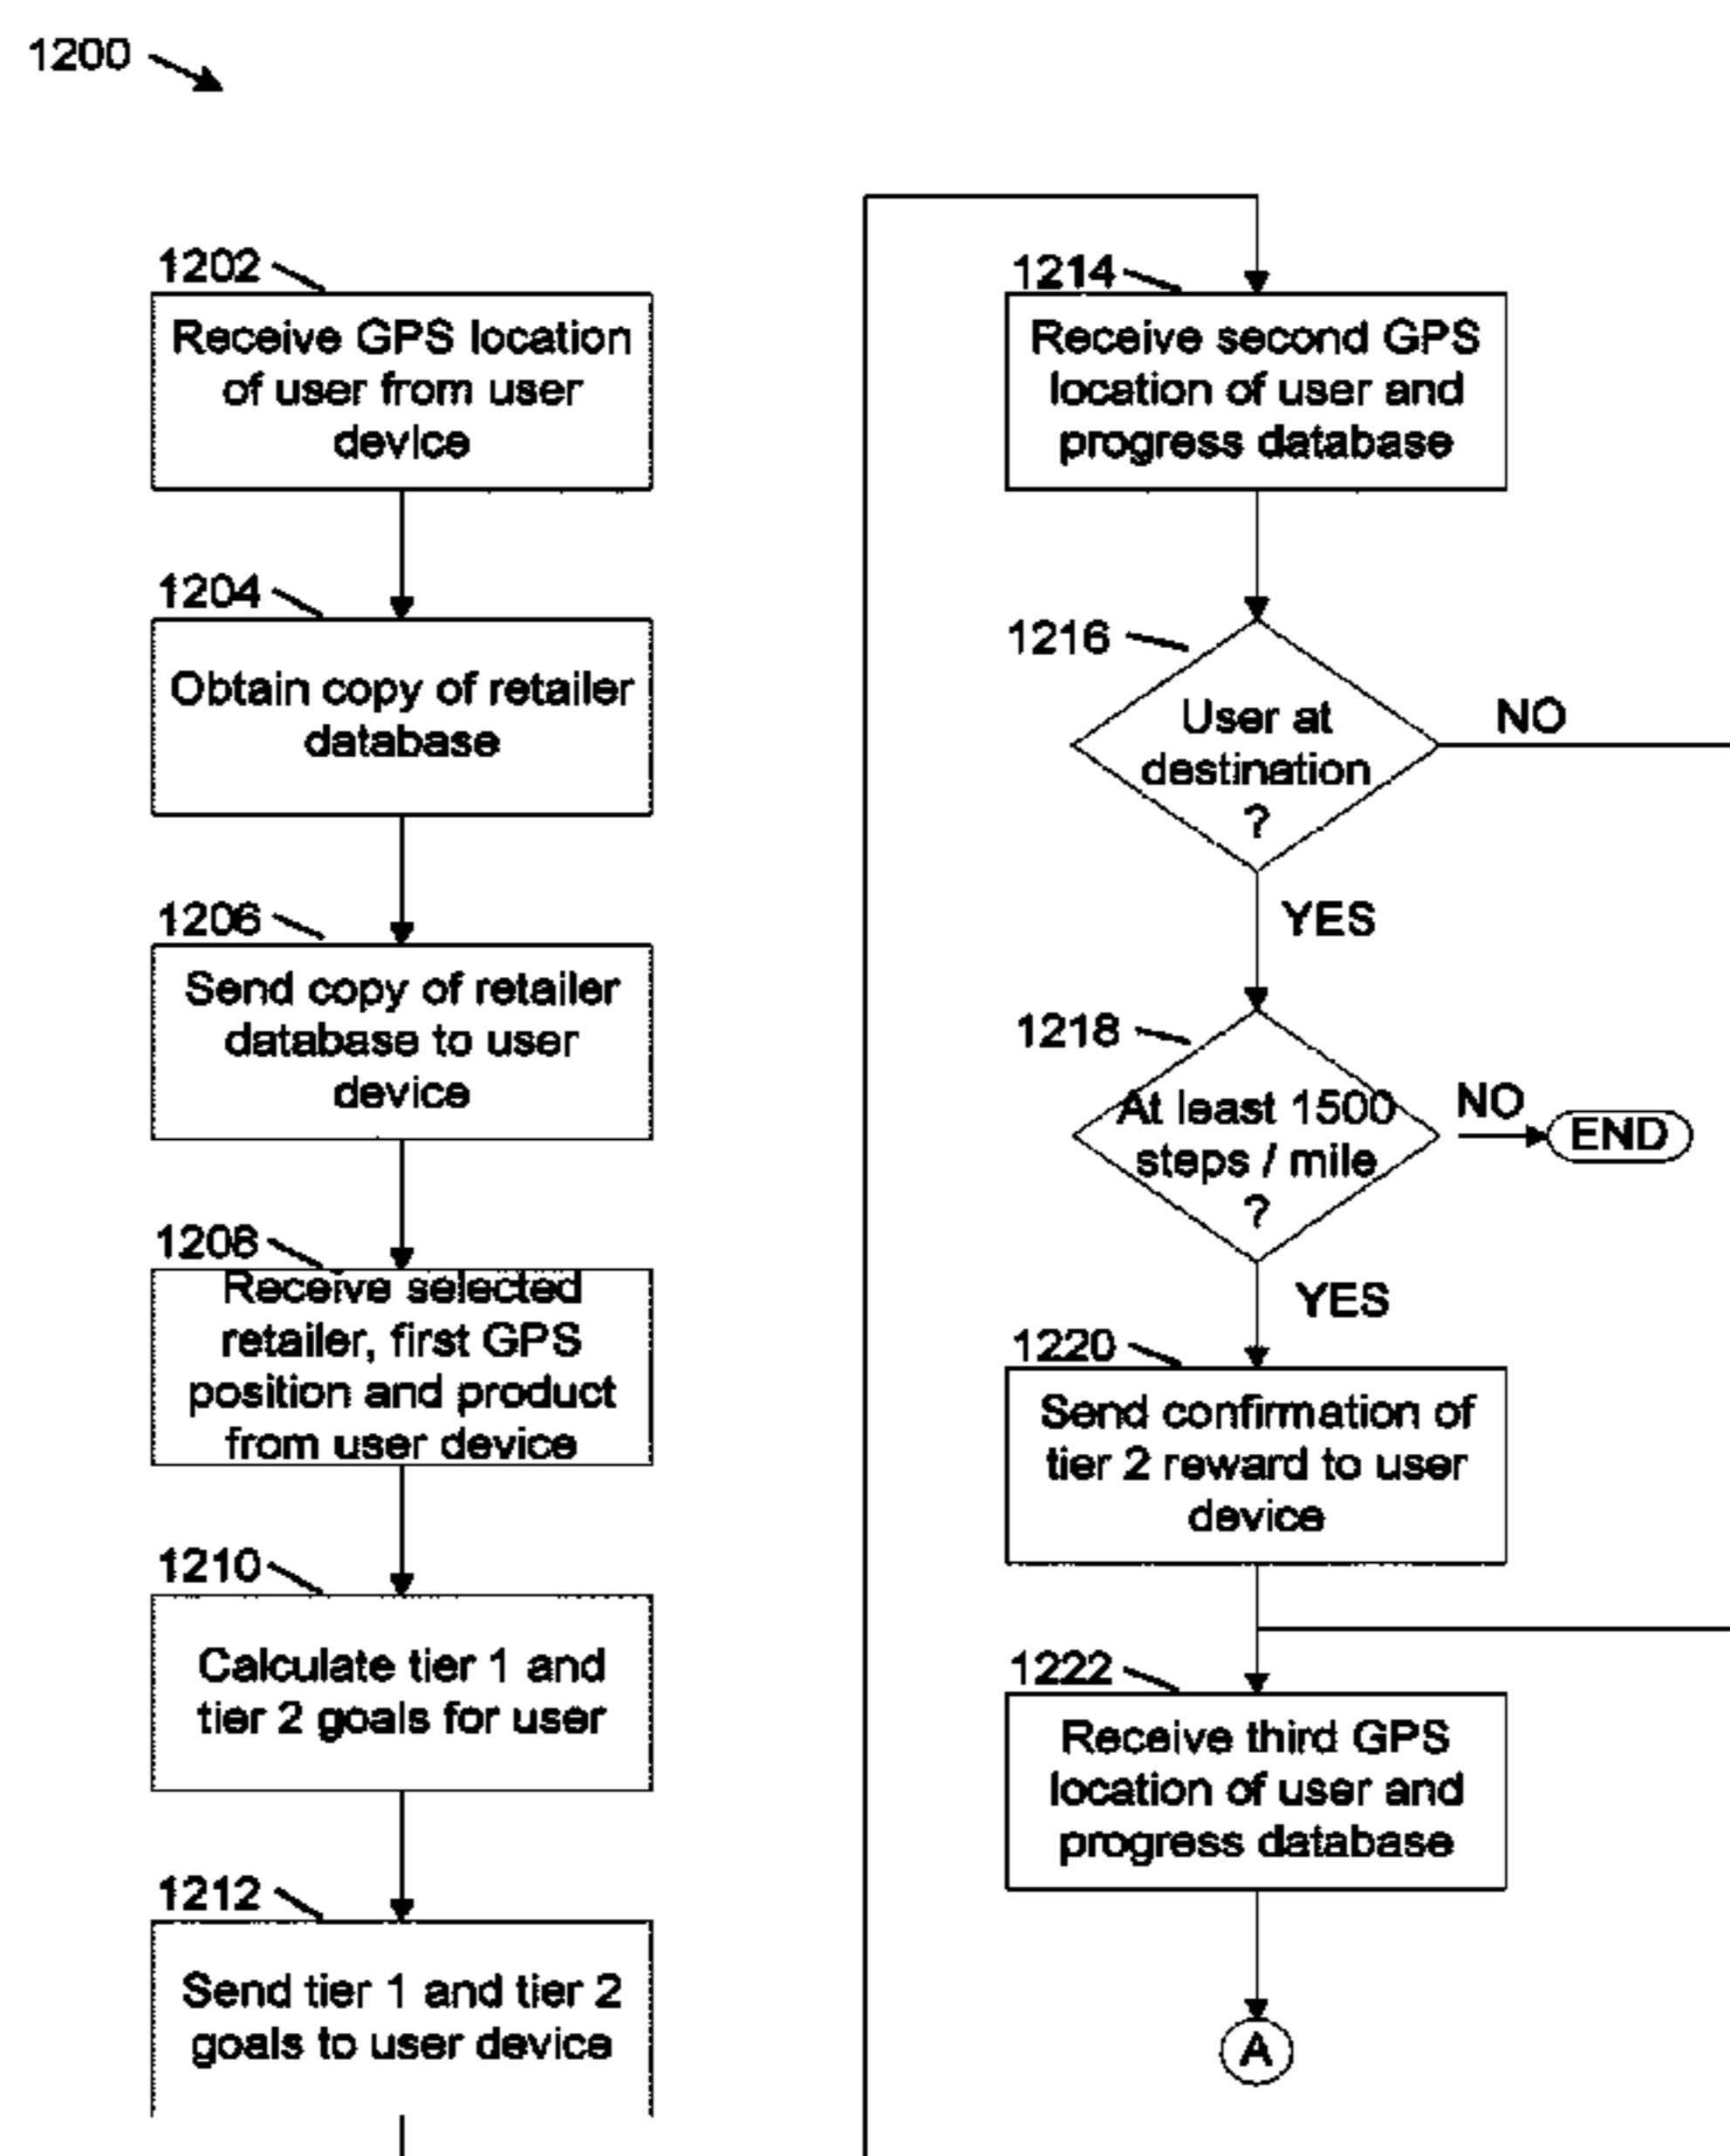 1200
1202
Receive GPS location
of user from user
device
1204
Obtain copy of retailer
database
1206
Send copy of retailer
database to user
device
1208
Receive selected
retailer, first GPS
position and product
from user device
1210
Calculate tier 1 and
tier 2 goals for user
1212
Send tier 1 and tier 2
goals to user device
1214
Receive second GPS
location of user and
progress database
1216
User at
destination
?
NO
YES
1218
At least 1500
steps / mile
?
NO
END
YES
1220
Send confirmation of
tier 2 reward to user
device
1222
Receive third GPS
location of user and
progress database
A